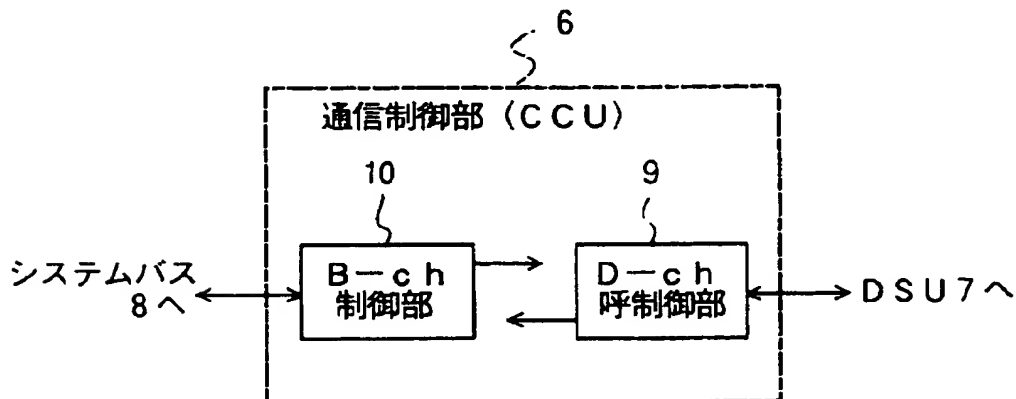 6
通信制御部(CCU)
10
9
システムバス
8へ
B-ch
制御部
D-ch
呼制御部
DSU7へ